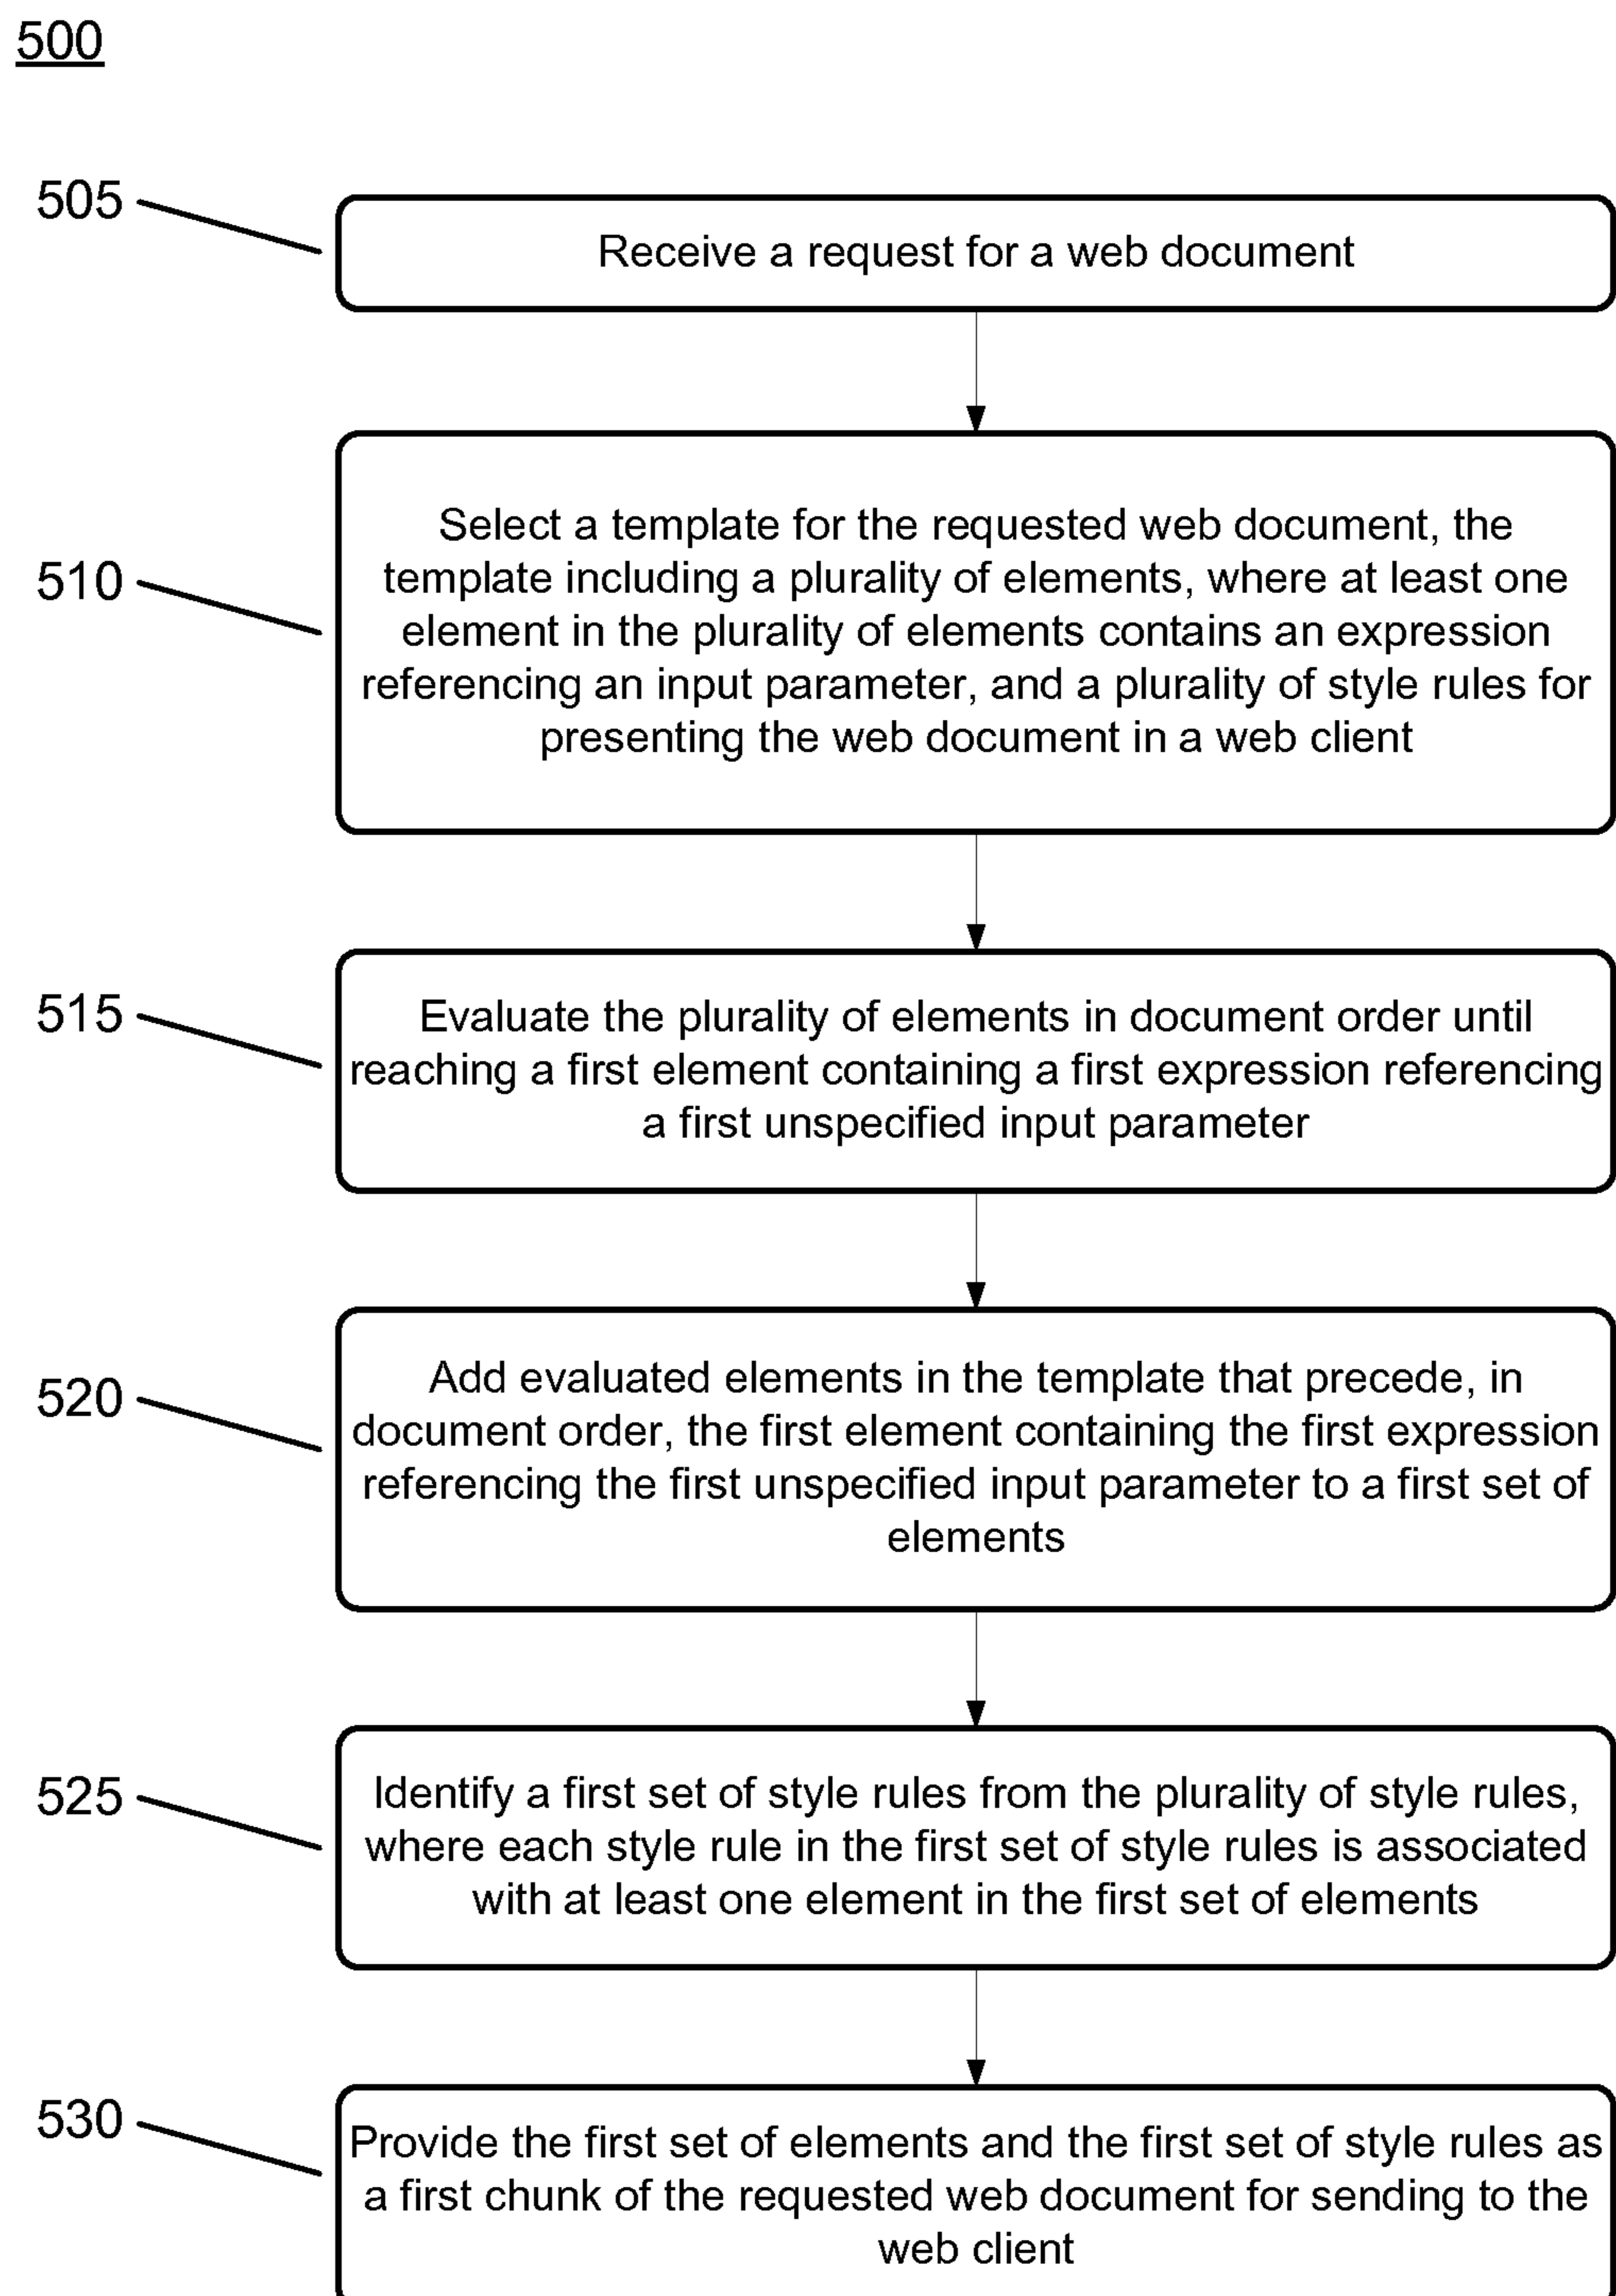 500
505
Receive a request for a web document
510
Select a template for the requested web document, the
template including a plurality of elements, where at least one
element in the plurality of elements contains an expression
referencing an input parameter, and a plurality of style rules for
presenting the web document in a web client
515
Evaluate the plurality of elements in document order until
reaching a first element containing a first expression referencing
a first unspecified input parameter
520
Add evaluated elements in the template that precede, in
document order, the first element containing the first expression
referencing the first unspecified input parameter to a first set of
elements
525
Identify a first set of style rules from the plurality of style rules,
where each style rule in the first set of style rules is associated
with at least one element in the first set of elements
530
Provide the first set of elements and the first set of style rules as
a first chunk of the requested web document for sending to the
web client